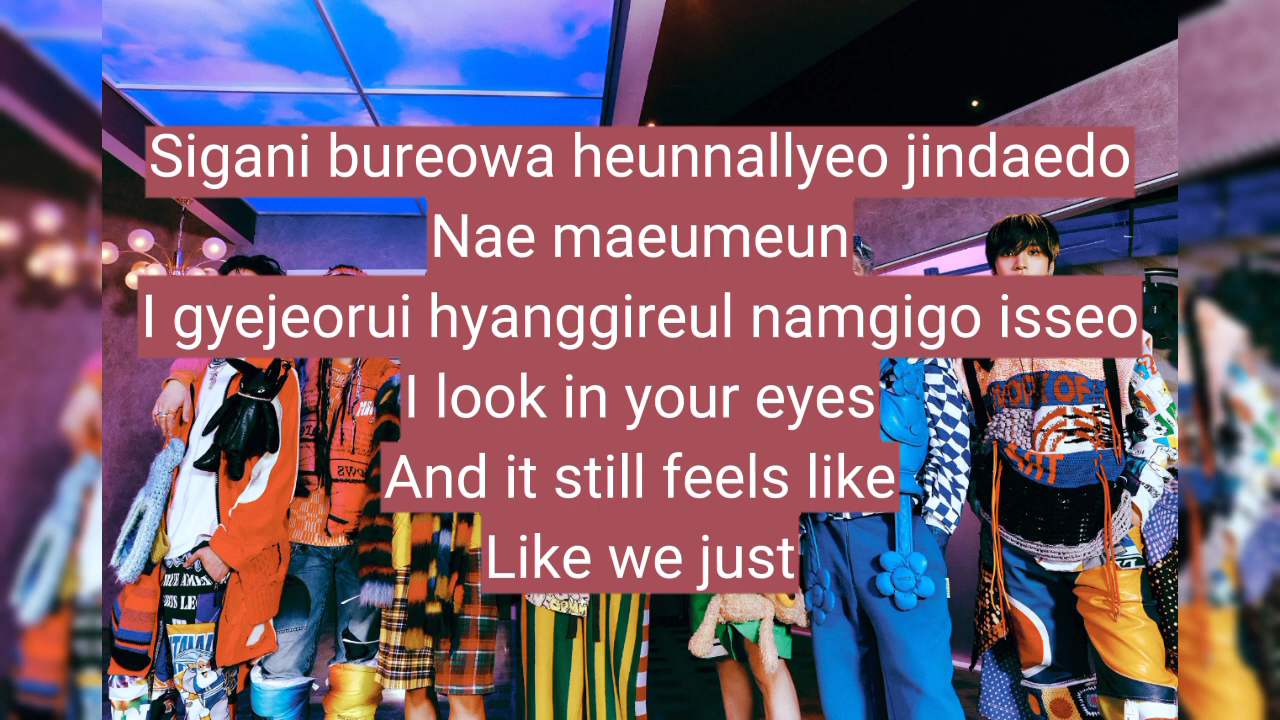 Sigani bureowa heunnallyeo jindaedo
Nae maeumeun
I gyejeorui hyanggireul namgigo isseo
I look in your eyes
And it still feels like
Like we just